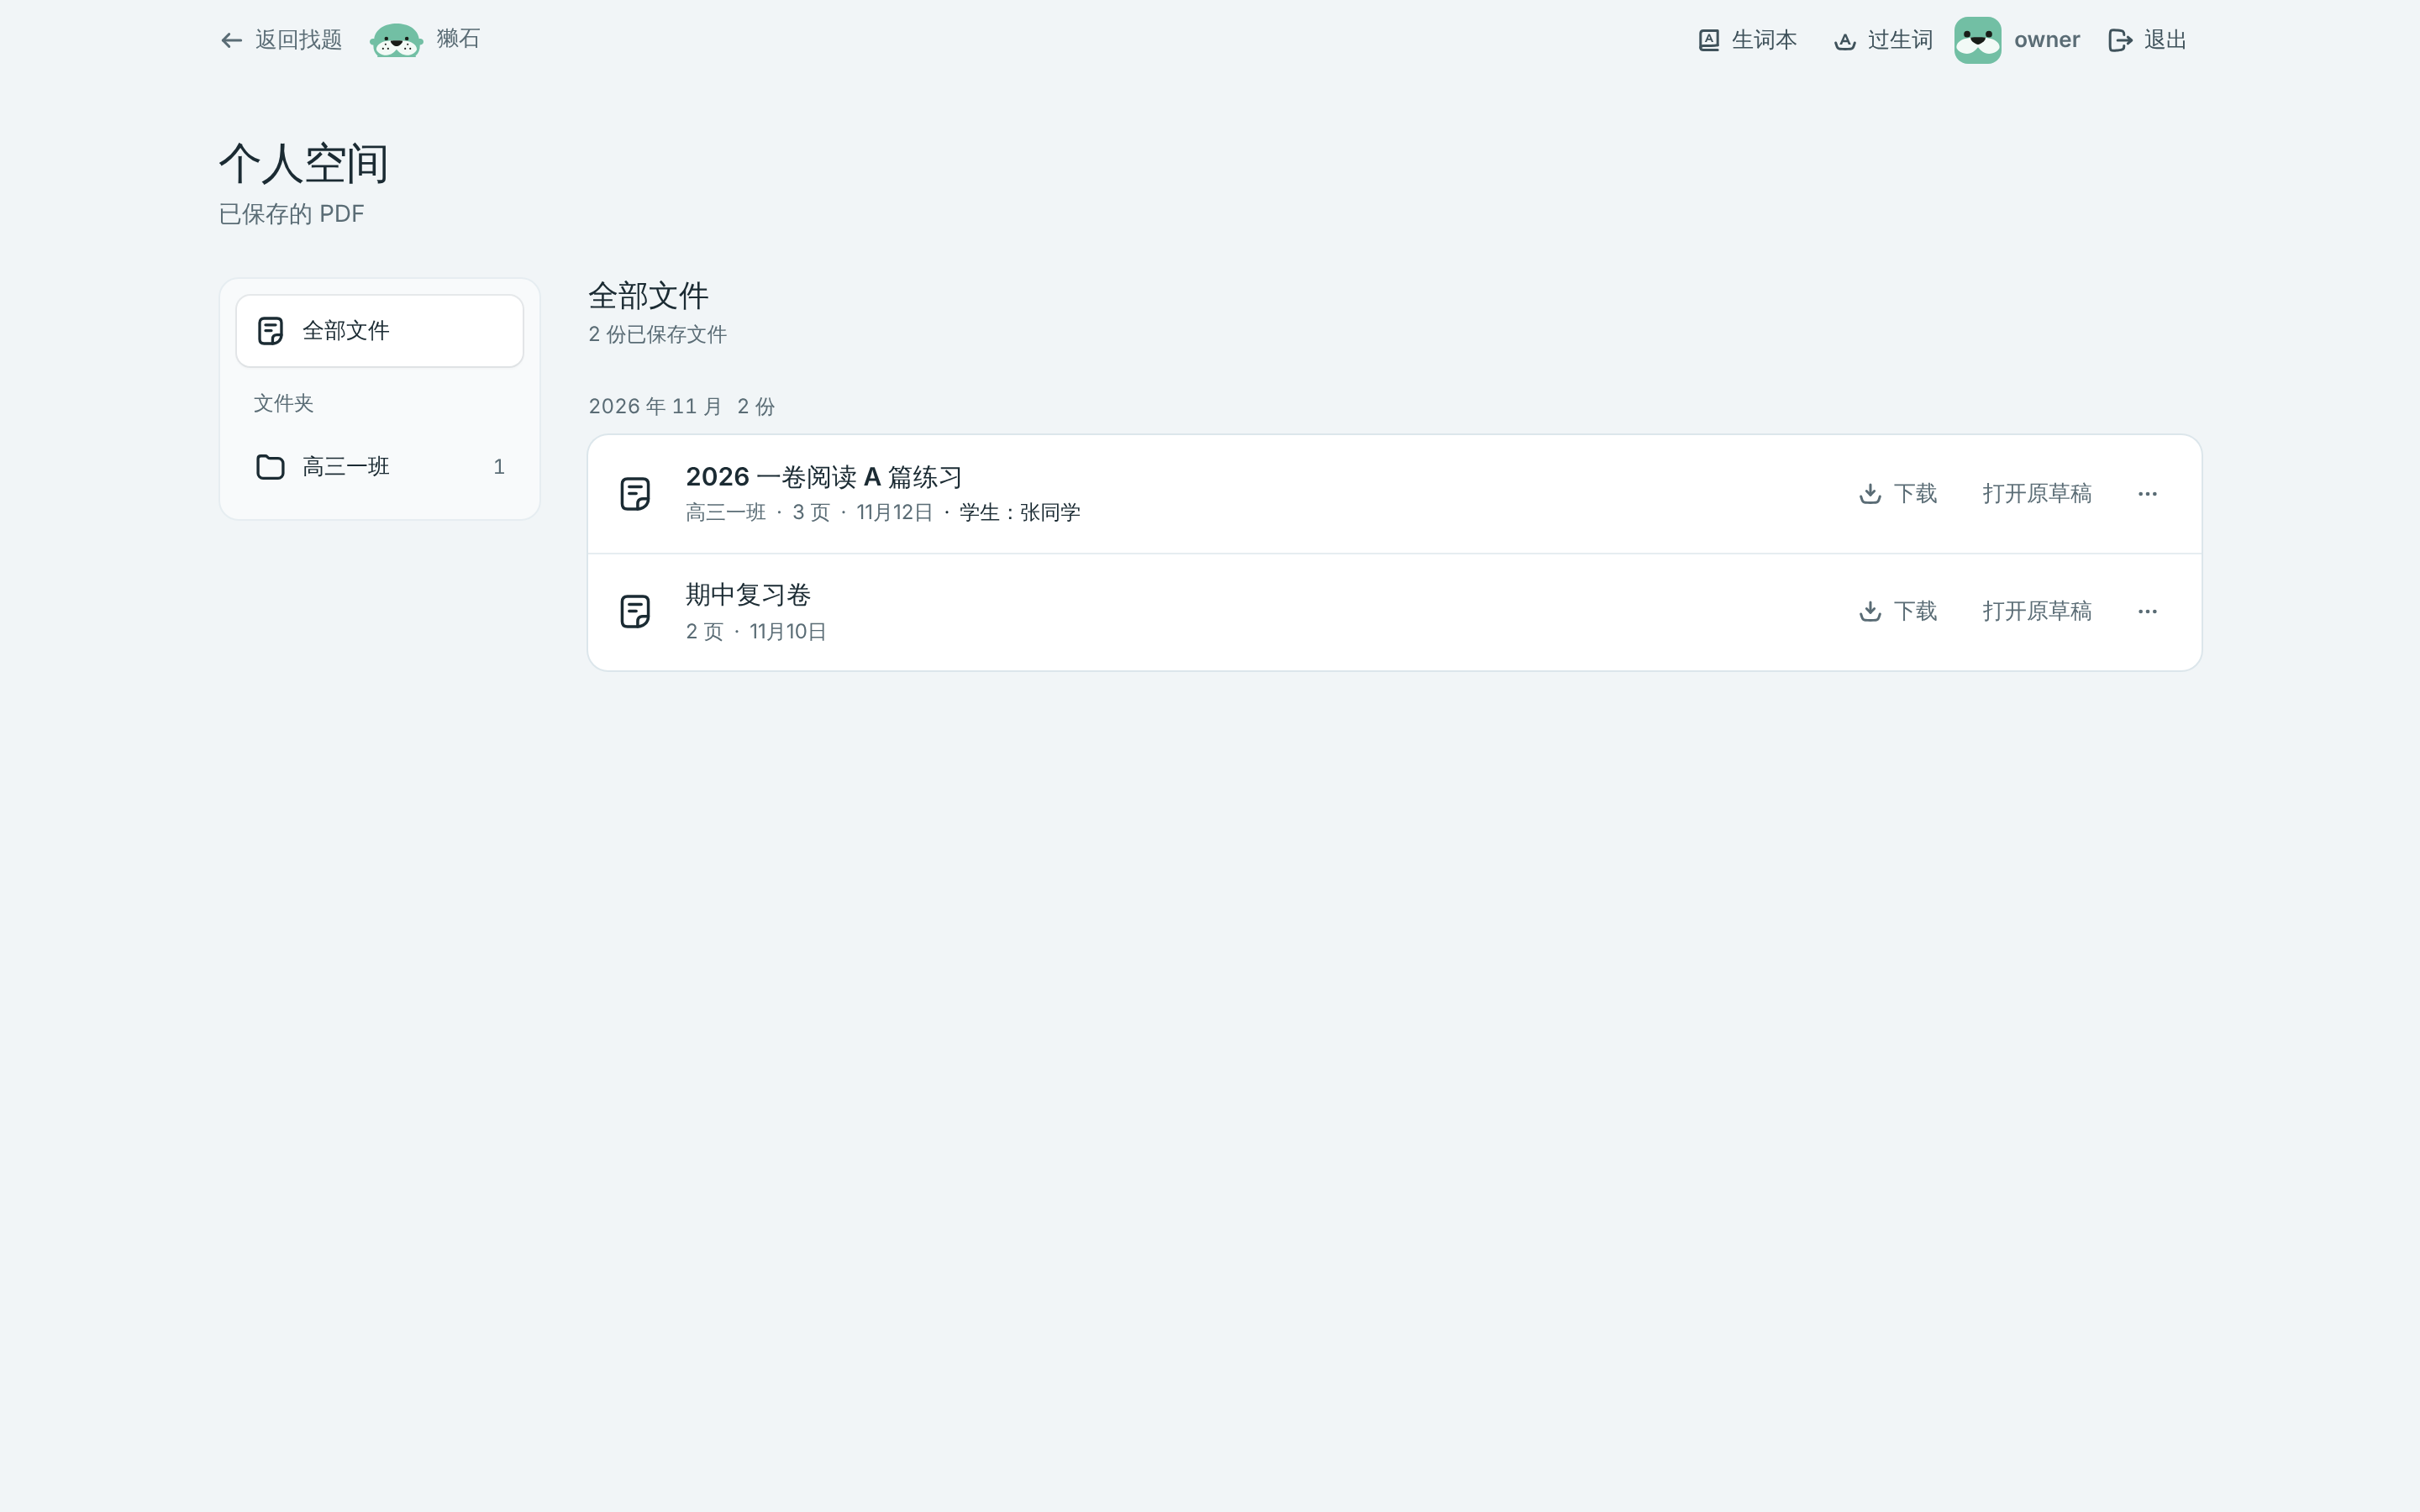 返回找题 獭石 生词本 过生词 owner 退出
个人空间
已保存的 PDF
全部文件
文件夹
高三一班 1
全部文件
2 份已保存文件
2026 年 11 月 2 份
2026 一卷阅读 A 篇练习
高三一班 · 3 页 · 11月12日 · 学生：张同学
下载 打开原草稿 ···
期中复习卷
2 页 · 11月10日
下载 打开原草稿 ···